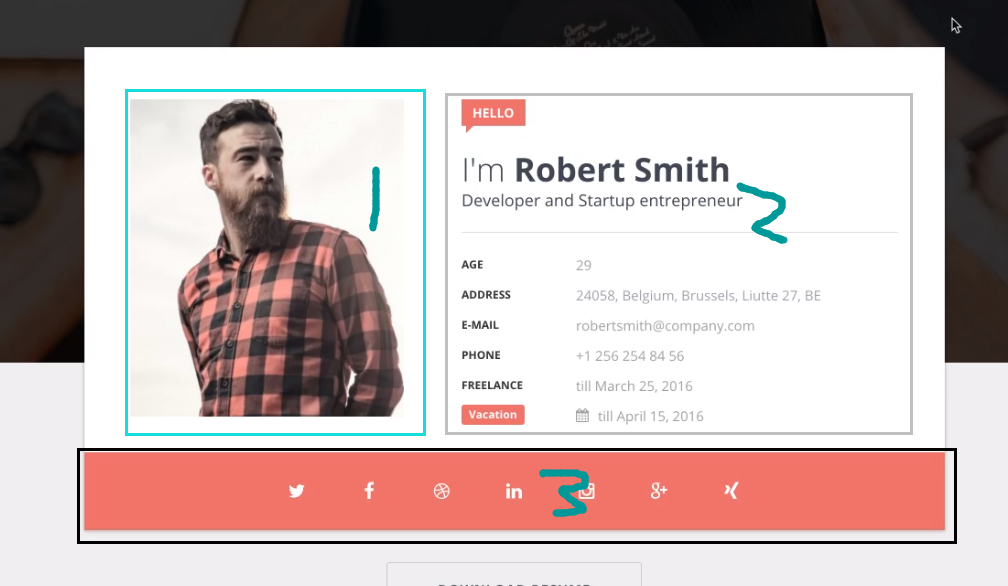 HELLO
1
I'm Robert Smith
Developer and Startup entrepreneur
2
AGE 29
ADDRESS 24058, Belgium, Brussels, Liutte 27, BE
E-MAIL robertsmith@company.com
PHONE +1 256 254 84 56
FREELANCE till March 25, 2016
Vacation till April 15, 2016
3
DOWNLOAD RESUME